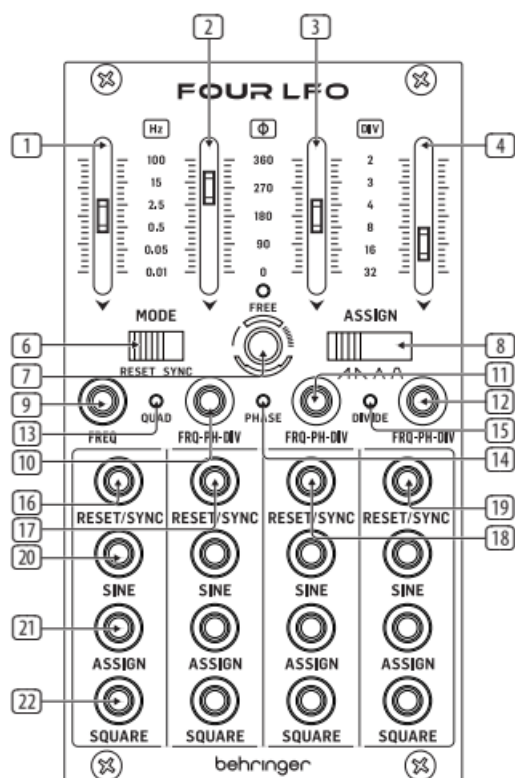 2 3
FOUR LFO
1 Hz Φ DIV 4
100 360 2
15 270 3
2.5 180 4
0.5 8
0.05 90 16
0.01 0 32
FREE
MODE ASSIGN
6 8
RESET SYNC
7 11
9 12
13 QUAD PHASE DIVIDE 15
FREQ FRQ-PH-DIV FRQ-PH-DIV FRQ-PH-DIV
10 14
16 19
RESET/SYNC RESET/SYNC RESET/SYNC RESET/SYNC
17 18
20
SINE SINE SINE SINE
21
ASSIGN ASSIGN ASSIGN ASSIGN
22
SQUARE SQUARE SQUARE SQUARE
behringer